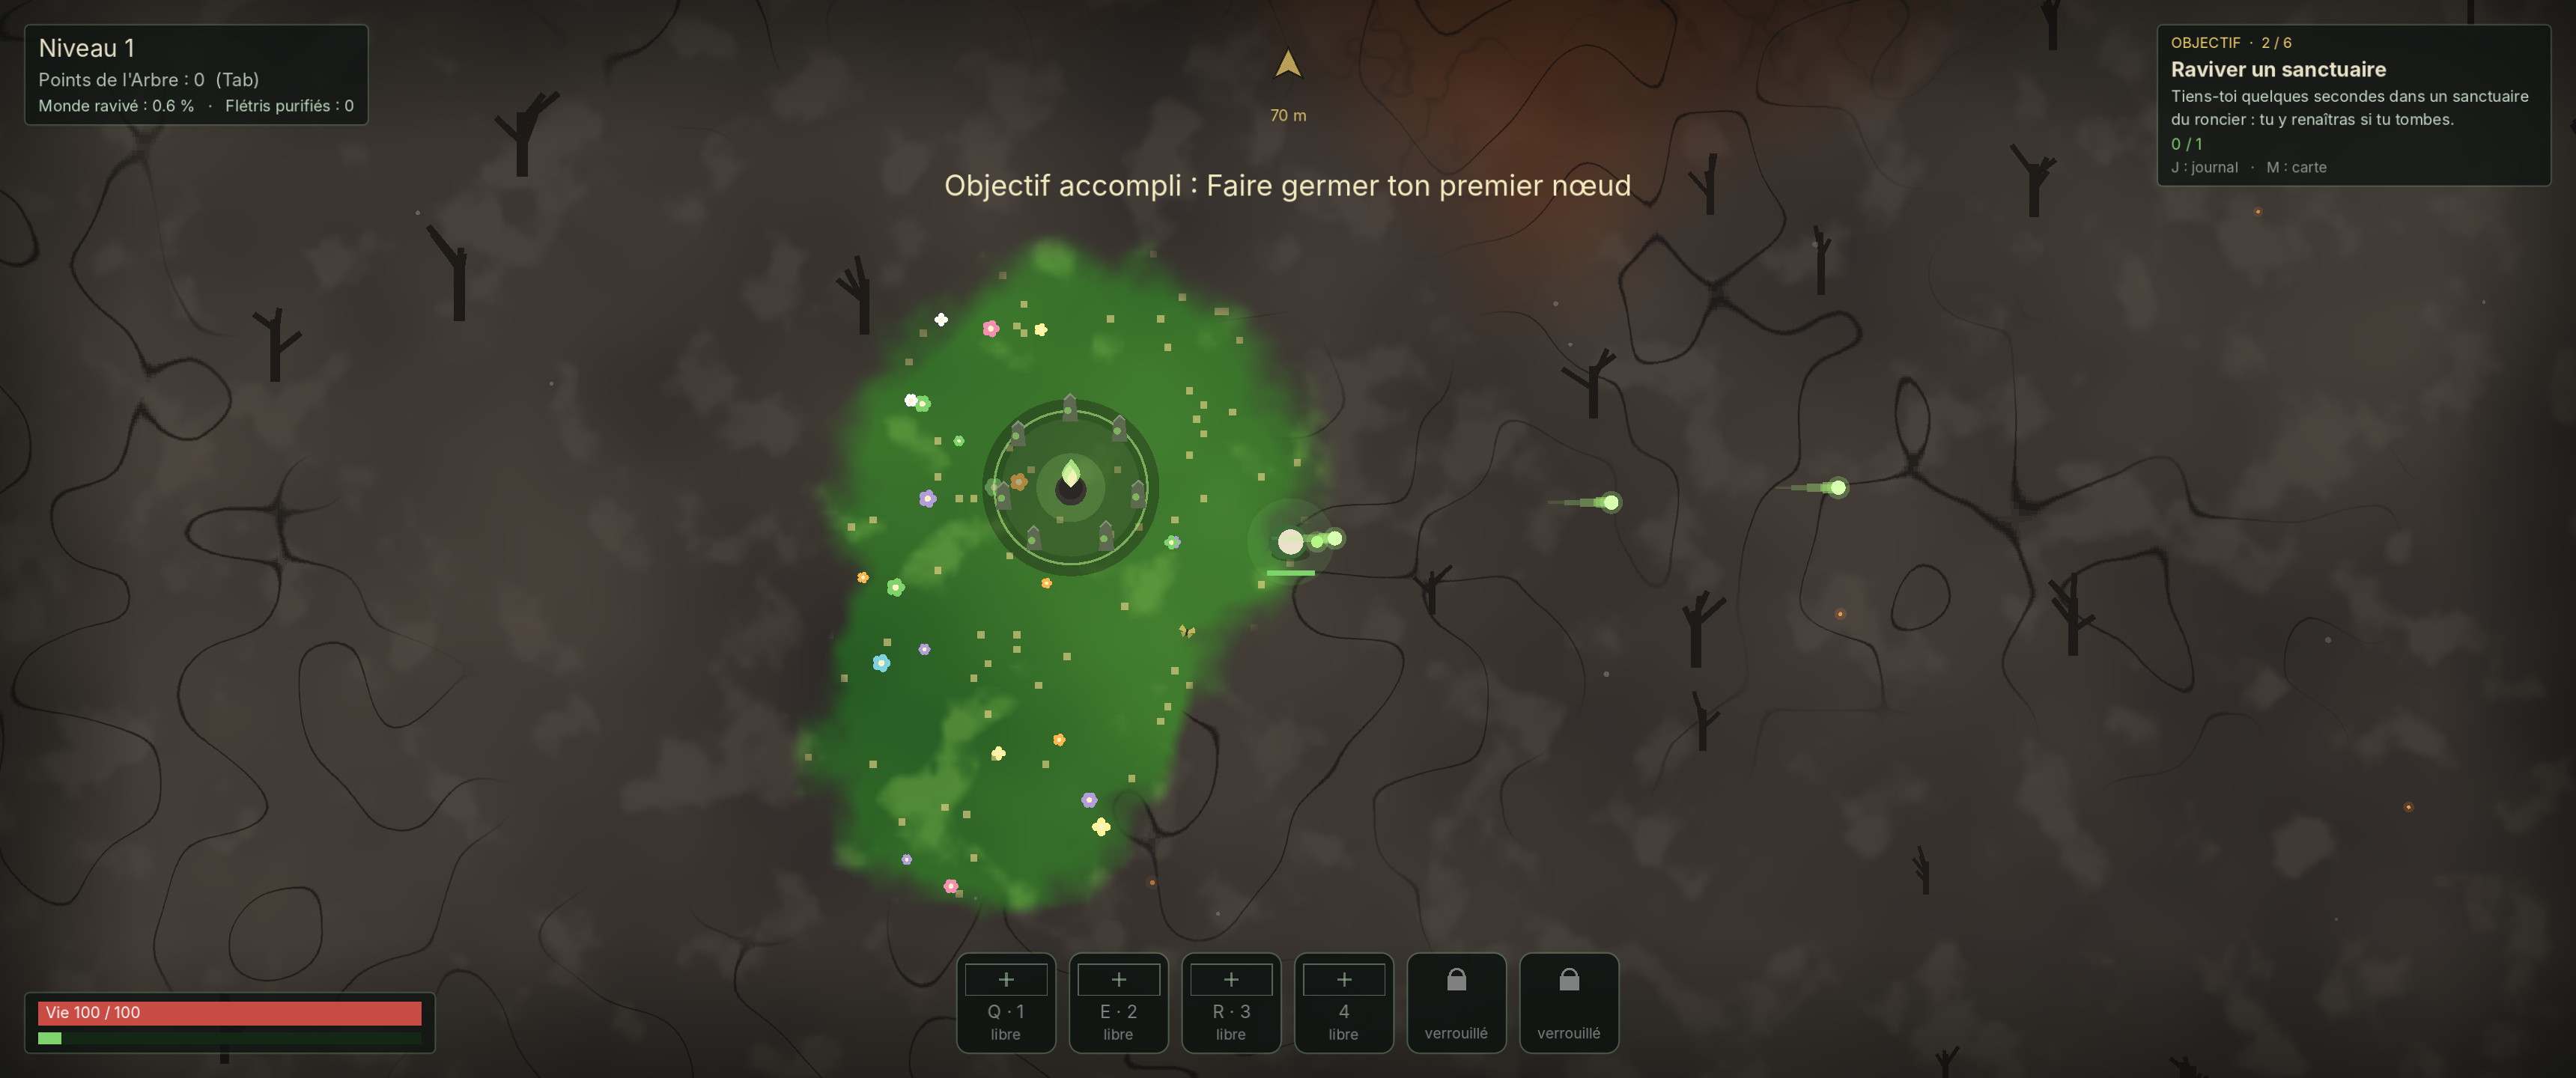 Niveau 1
Points de l'Arbre : 0 (Tab)
Monde ravivé : 0.6 % · Flétris purifiés : 0
70 m
OBJECTIF · 2 / 6
Raviver un sanctuaire
Tiens-toi quelques secondes dans un sanctuaire
du roncier : tu y renaîtras si tu tombes.
0 / 1
J : journal · M : carte
Objectif accompli : Faire germer ton premier nœud
Vie 100 / 100
Q · 1
libre
E · 2
libre
R · 3
libre
4
libre
verrouillé
verrouillé